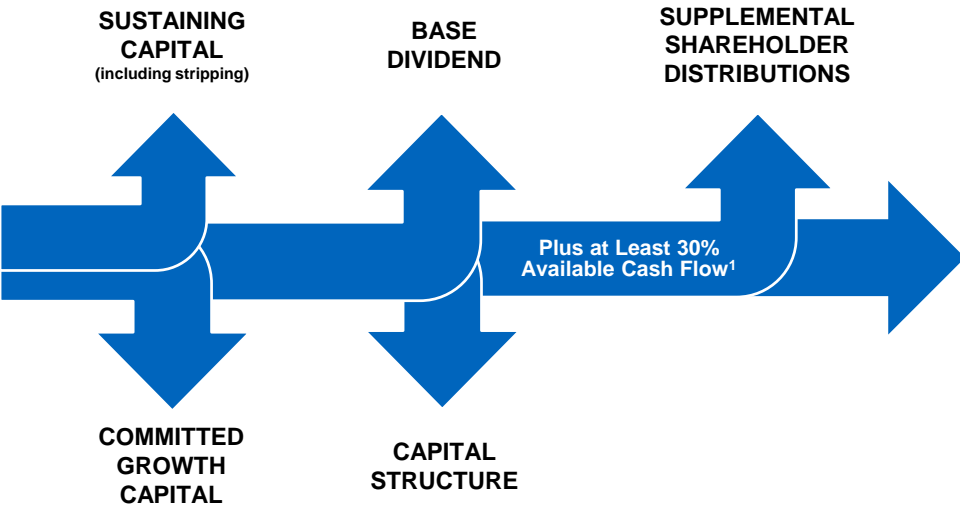 SUSTAINING
CAPITAL
(including stripping)
BASE
DIVIDEND
SUPPLEMENTAL
SHAREHOLDER
DISTRIBUTIONS
Plus at Least 30%
Available Cash Flow¹
COMMITTED
GROWTH
CAPITAL
CAPITAL
STRUCTURE